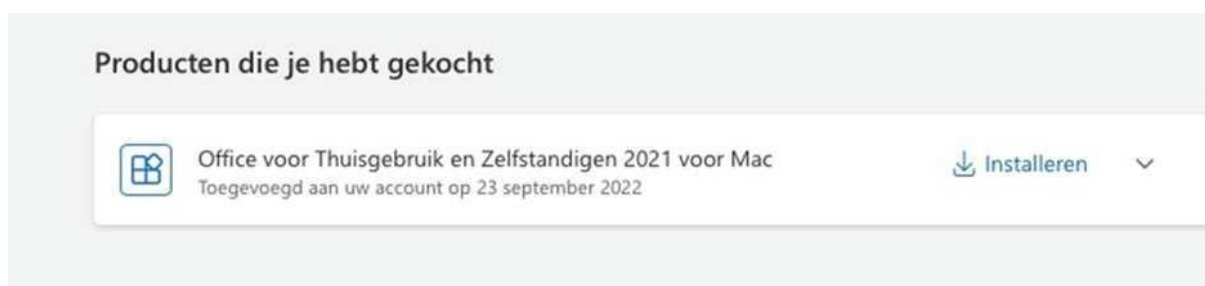 Producten die je hebt gekocht
Office voor Thuisgebruik en Zelfstandigen 2021 voor Mac
Installeren
Toegevoegd aan uw account op 23 september 2022